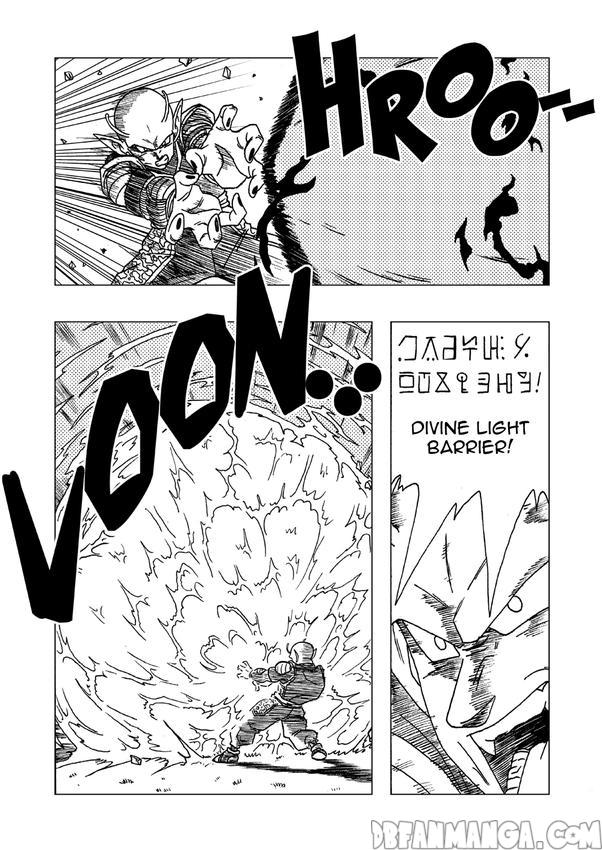 HROO--
VOON...
DIVINE LIGHT
BARRIER!
DBFANMANGA.COM